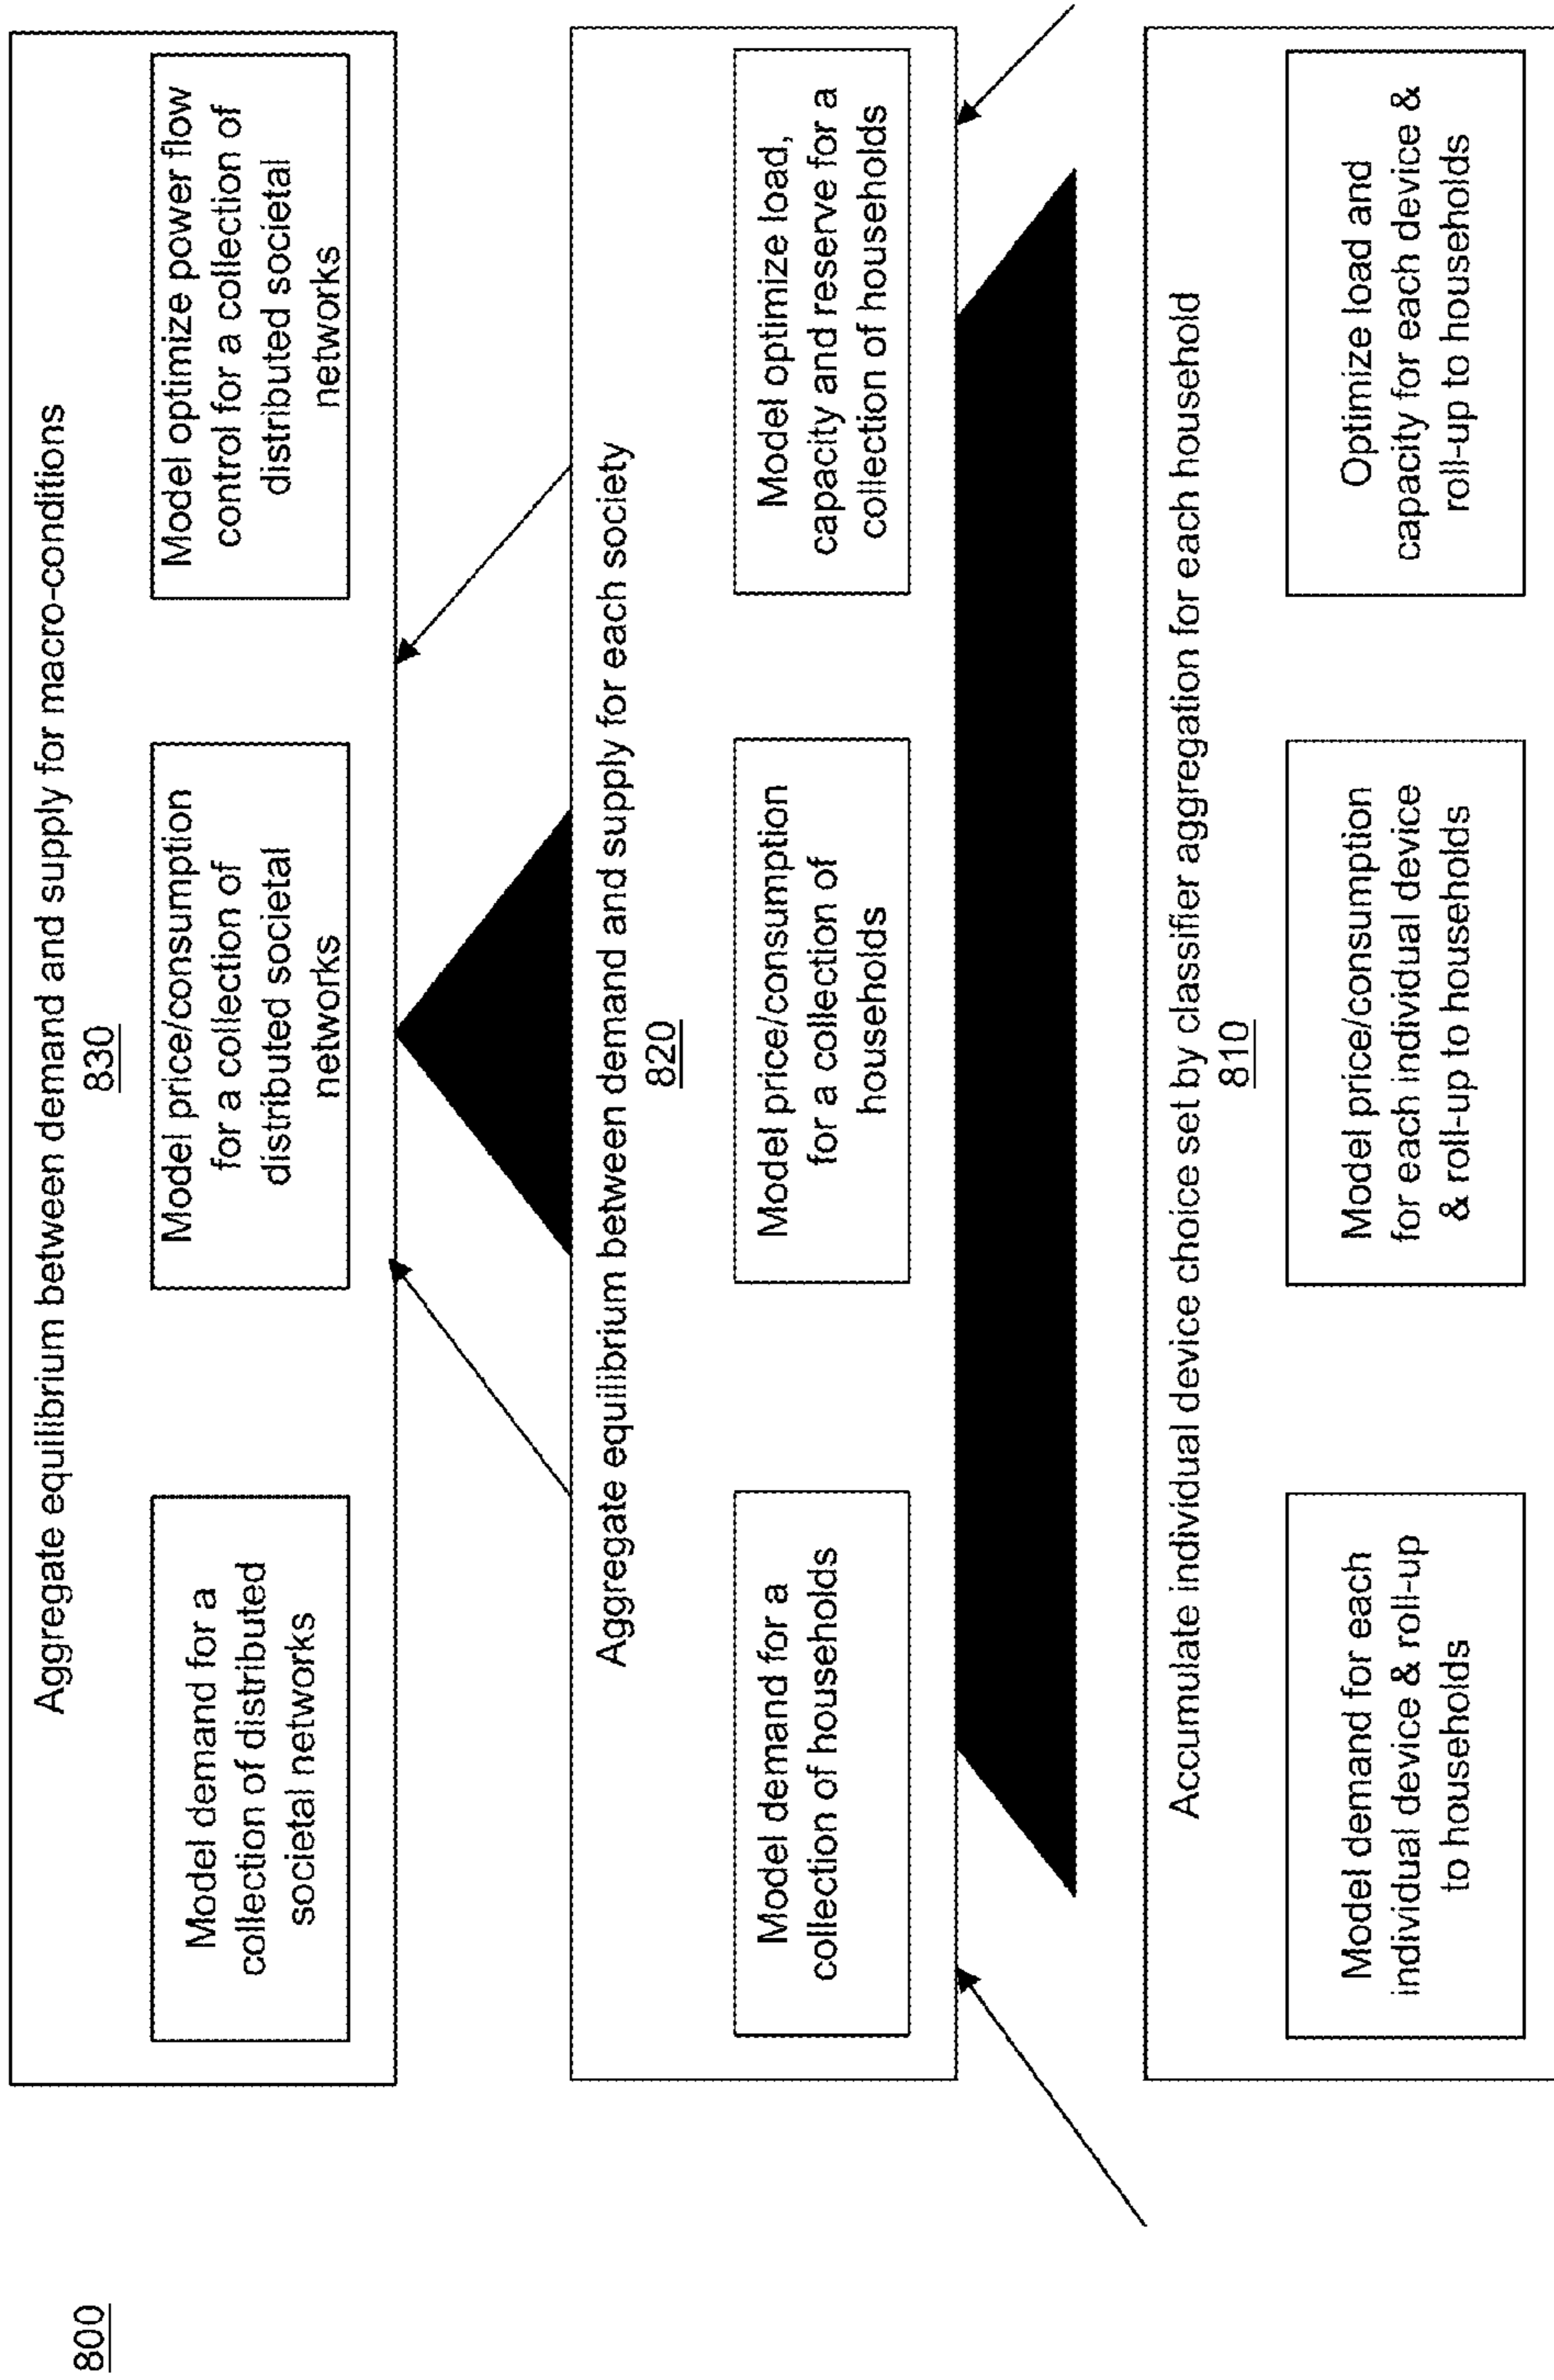 800
Aggregate equilibrium between demand and supply for macro-conditions
830
Model demand for a
collection of distributed
societal networks
Model price/consumption
for a collection of
distributed societal
networks
Model optimize power flow
control for a collection of
distributed societal
networks
Aggregate equilibrium between demand and supply for each society
820
Model demand for a
collection of households
Model price/consumption
for a collection of
households
Model optimize load,
capacity and reserve for a
collection of households
Accumulate individual device choice set by classifier aggregation for each household
810
Model demand for each
individual device & roll-up
to households
Model price/consumption
for each individual device
& roll-up to households
Optimize load and
capacity for each device &
roll-up to households